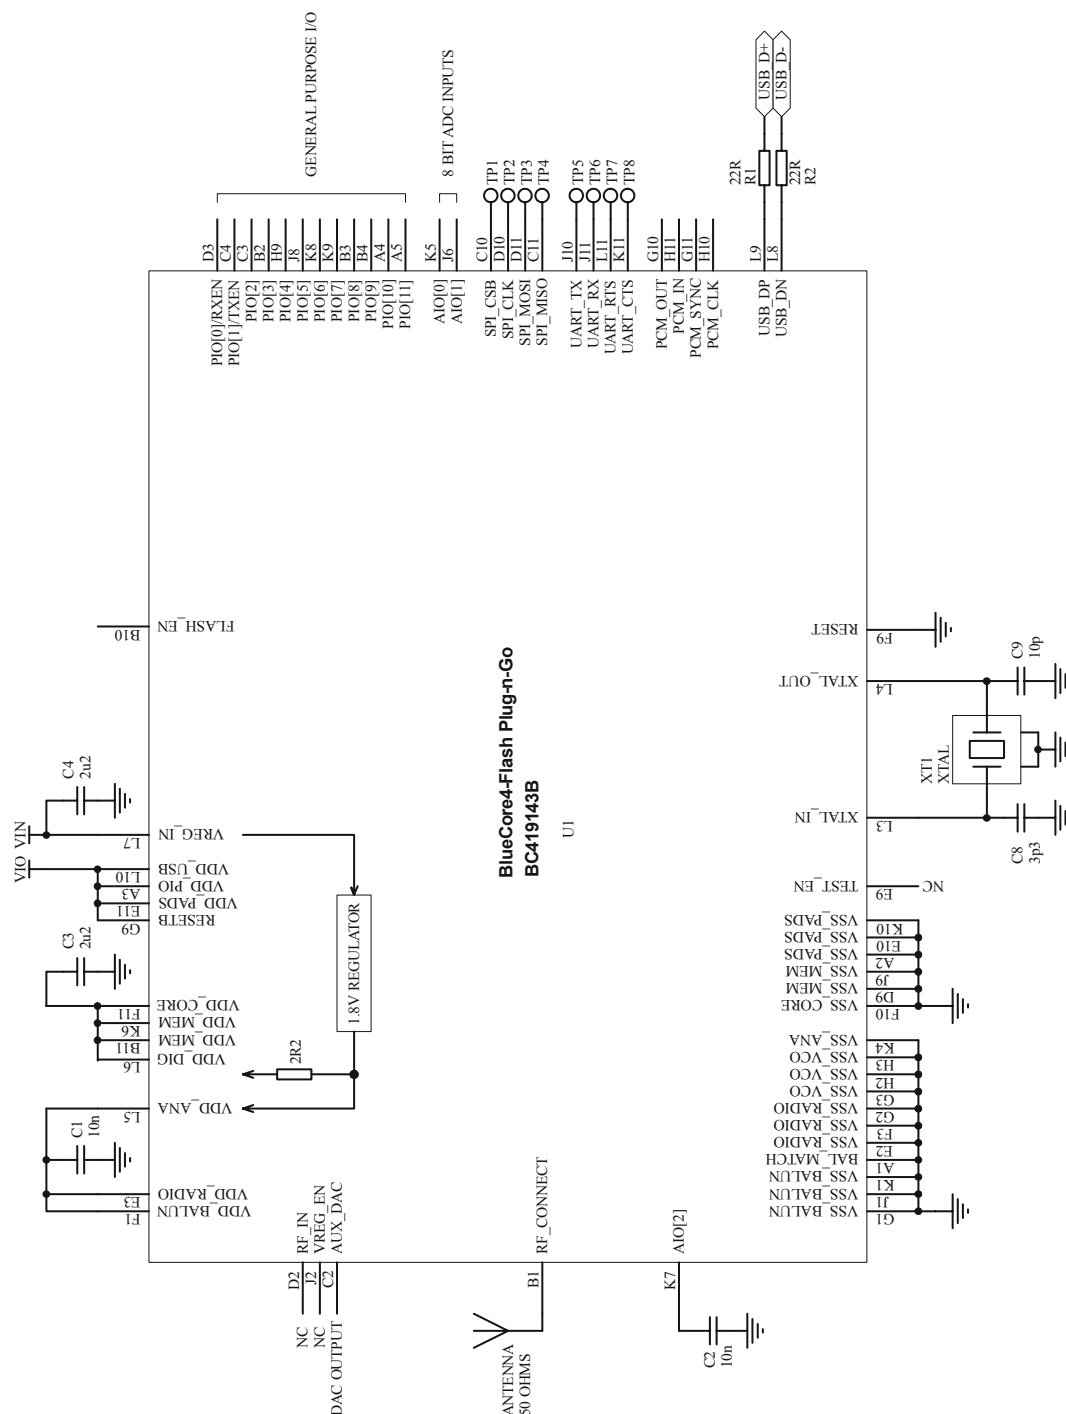 GENERAL PURPOSE I/O
D3 PIO[0]/RXEN
C4 PIO[1]/TXEN
C3 PIO[2]
B2 PIO[3]
H9 PIO[4]
J8 PIO[5]
K8 PIO[6]
K9 PIO[7]
B3 PIO[8]
B4 PIO[9]
A4 PIO[10]
A5 PIO[11]
8 BIT ADC INPUTS
K5 AIO[0]
J6 AIO[1]
TP1 C10 SPI_CSB
TP2 D10 SPI_CLK
TP3 D11 SPI_MOSI
TP4 C11 SPI_MISO
TP5 J10 UART_TX
TP6 J11 UART_RX
TP7 L11 UART_RTS
TP8 K11 UART_CTS
G10 PCM_OUT
H11 PCM_IN
G11 PCM_SYNC
H10 PCM_CLK
USB_D+
22R
R1
L9 USB_DP
USB_D-
22R
R2
L8 USB_DN
B10 FLASH_EN
VIN
C4
2u2
L7 VREG_IN
VIO
L10 VDD_USB
A3 VDD_PIO
E11 VDD_PADS
G9 RESETB
C3
2u2
F11 VDD_CORE
K6 VDD_MEM
B11 VDD_MEM
L6 VDD_DIG
L5 VDD_ANA
C1
10n
E3 VDD_RADIO
F1 VDD_BALUN
1.8V REGULATOR
2R2
BlueCore4-Flash Plug-n-Go
BC419143B
U1
F9 RESET
L4 XTAL_OUT
C9
10p
XT1
XTAL
L3 XTAL_IN
C8
3p3
E9 TEST_EN
NC
K10 VSS_PADS
E10 VSS_PADS
A2 VSS_PADS
J9 VSS_MEM
D9 VSS_MEM
F10 VSS_CORE
K4 VSS_ANA
H3 VSS_VCO
H2 VSS_VCO
G3 VSS_VCO
G2 VSS_RADIO
F3 VSS_RADIO
E2 VSS_RADIO
A1 BAL_MATCH
K1 VSS_BALUN
J1 VSS_BALUN
G1 VSS_BALUN
NC D2 RF_IN
NC J2 VREG_EN
DAC OUTPUT C2 AUX_DAC
ANTENNA
50 OHMS
B1 RF_CONNECT
K7 AIO[2]
C2
10n